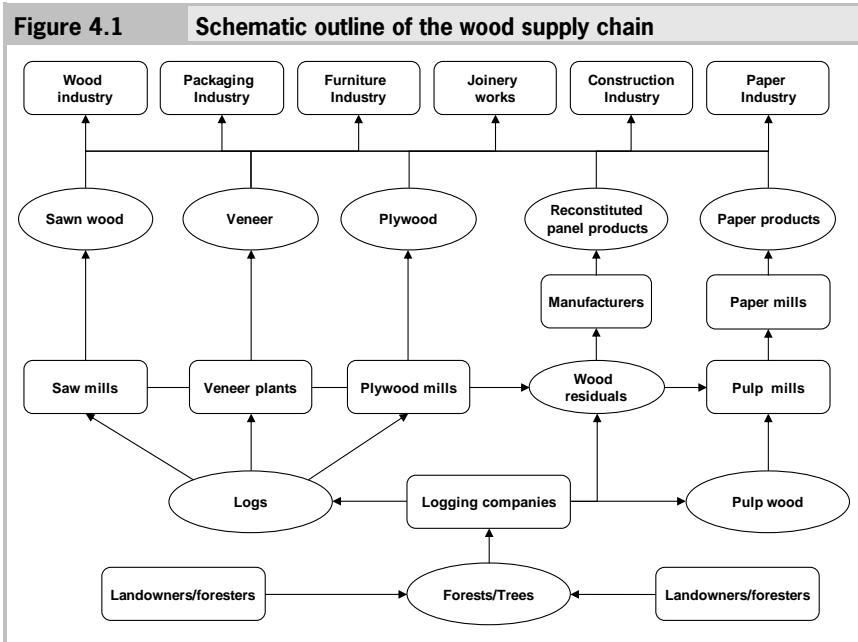 Figure 4.1 Schematic outline of the wood supply chain
Wood
industry
Packaging
Industry
Furniture
Industry
Joinery
works
Construction
Industry
Paper
Industry
Sawn wood
Veneer
Plywood
Reconstituted
panel products
Paper products
Manufacturers
Paper mills
Saw mills
Veneer plants
Plywood mills
Wood
residuals
Pulp mills
Logs
Logging companies
Pulp wood
Landowners/foresters
Forests/Trees
Landowners/foresters